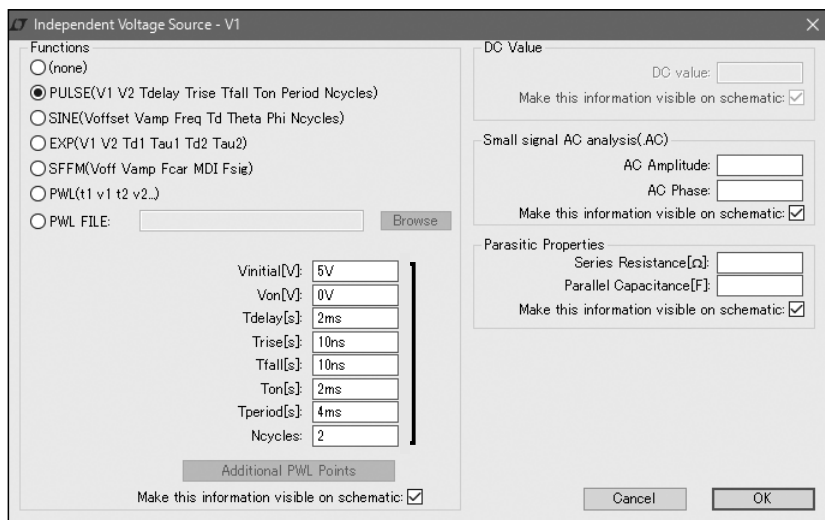 Independent Voltage Source - V1
Functions
(none)
PULSE(V1 V2 Tdelay Trise Tfall Ton Period Ncycles)
SINE(Voffset Vamp Freq Td Theta Phi Ncycles)
EXP(V1 V2 Td1 Tau1 Td2 Tau2)
SFFM(Voff Vamp Fcar MDI Fsig)
PWL(t1 v1 t2 v2...)
PWL FILE: Browse
Vinitial[V]: 5V
Von[V]: 0V
Tdelay[s]: 2ms
Trise[s]: 10ns
Tfall[s]: 10ns
Ton[s]: 2ms
Tperiod[s]: 4ms
Ncycles: 2
Additional PWL Points
Make this information visible on schematic:
DC Value
DC value:
Make this information visible on schematic:
Small signal AC analysis(.AC)
AC Amplitude:
AC Phase:
Make this information visible on schematic:
Parasitic Properties
Series Resistance[Ω]:
Parallel Capacitance[F]:
Make this information visible on schematic:
Cancel OK